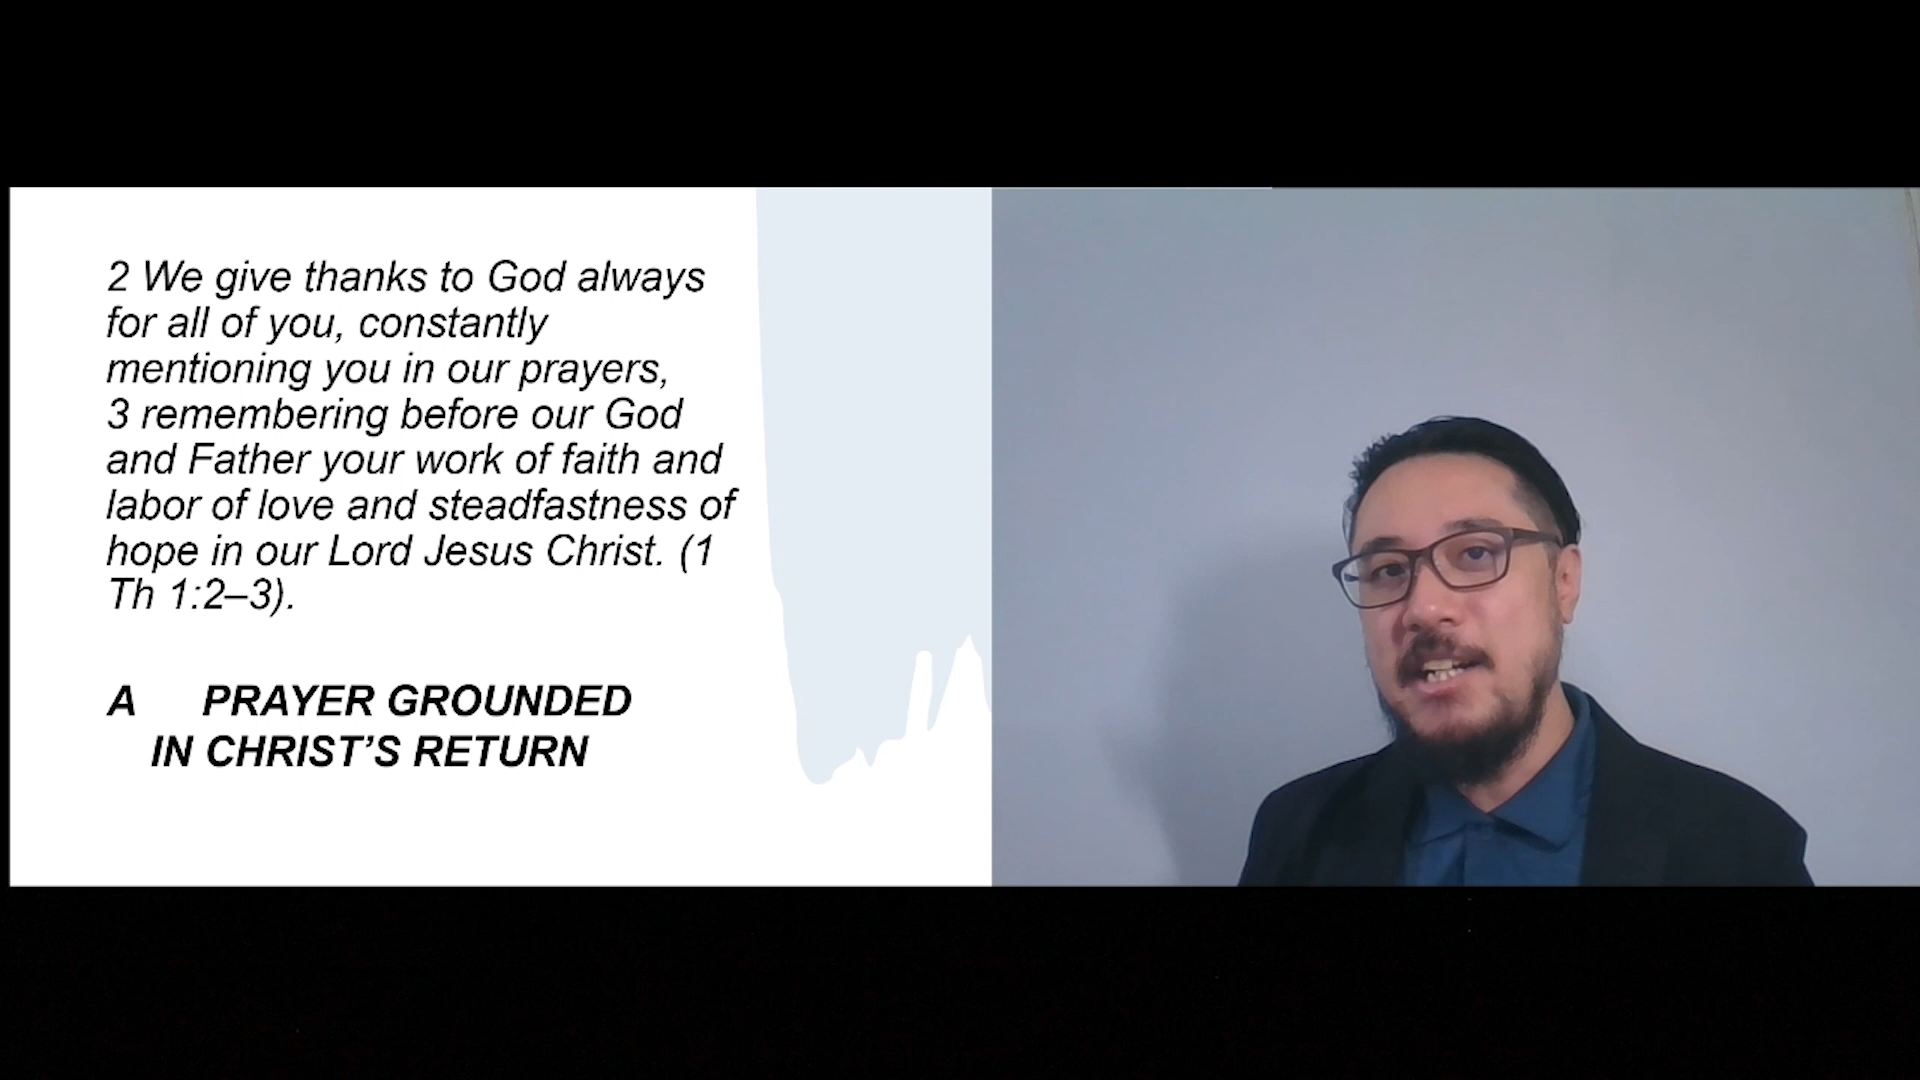 2 We give thanks to God always
for all of you, constantly
mentioning you in our prayers,
3 remembering before our God
and Father your work of faith and
labor of love and steadfastness of
hope in our Lord Jesus Christ. (1
Th 1:2–3).
A PRAYER GROUNDED
IN CHRIST’S RETURN